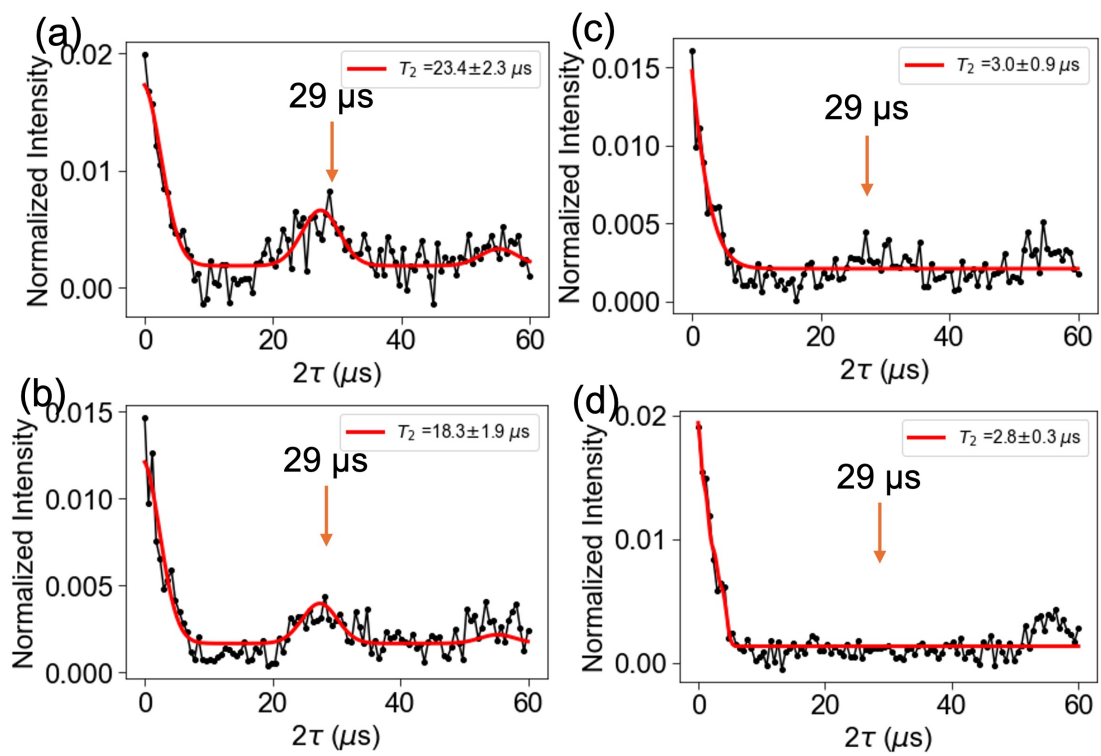 (a)
0.02
0.01
0.00
Normalized Intensity
T2 =23.4±2.3 μs
29 μs
0 20 40 60
2τ (μs)
(c)
0.015
0.010
0.005
0.000
Normalized Intensity
T2 =3.0±0.9 μs
29 μs
0 20 40 60
2τ (μs)
(b)
0.015
0.010
0.005
0.000
Normalized Intensity
T2 =18.3±1.9 μs
29 μs
0 20 40 60
2τ (μs)
(d)
0.02
0.01
0.00
Normalized Intensity
T2 =2.8±0.3 μs
29 μs
0 20 40 60
2τ (μs)